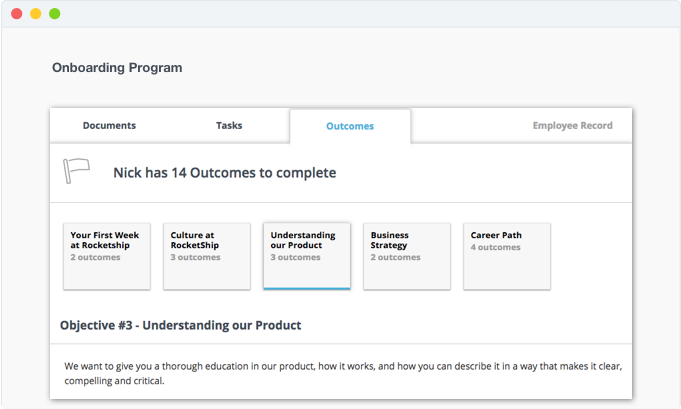 Onboarding Program
Documents
Tasks
Outcomes
Employee Record
Nick has 14 Outcomes to complete
Your First Week
at Rocketship
2 outcomes
Culture at
RocketShip
3 outcomes
Understanding
our Product
3 outcomes
Business
Strategy
2 outcomes
Career Path
4 outcomes
Objective #3 - Understanding our Product
We want to give you a thorough education in our product, how it works, and how you can describe it in a way that makes it clear,
compelling and critical.